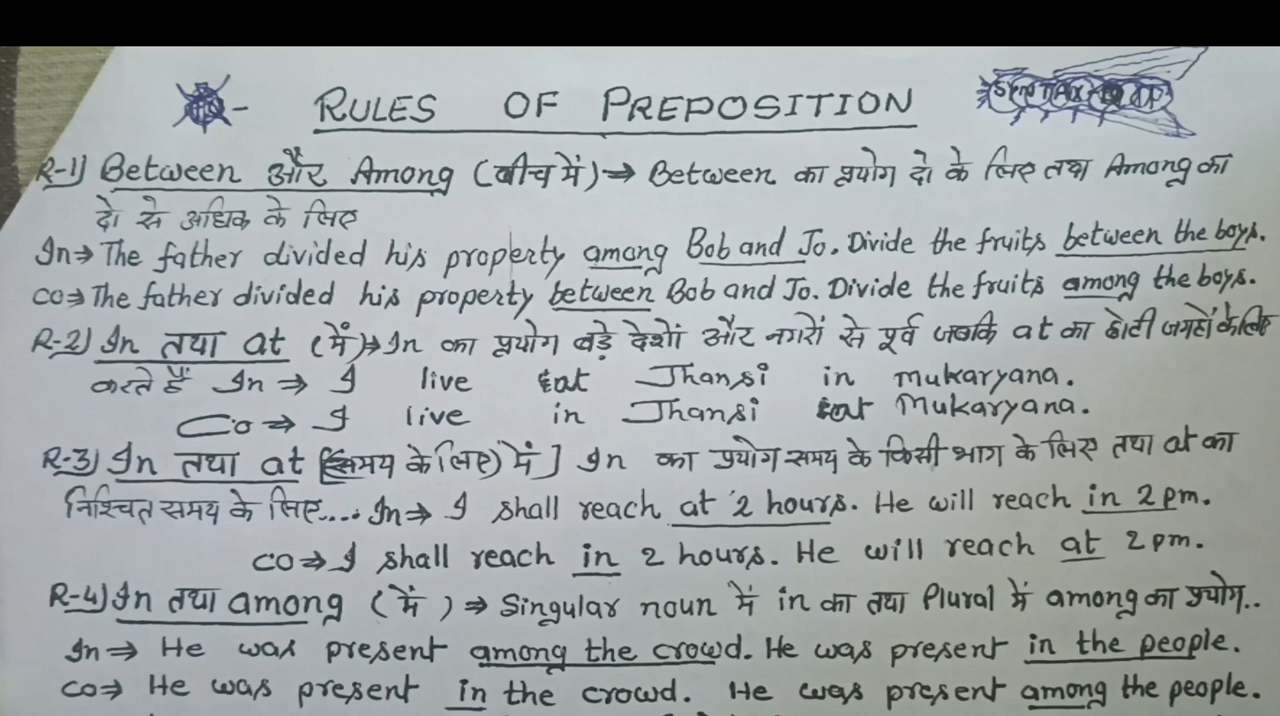 RULES OF PREPOSITION
R-1) Between और Among (बीच में) → Between का प्रयोग दो के लिए तथा Among का
दो से अधिक के लिए
In ⇒ The father divided his property among Bob and Jo. Divide the fruits between the boys.
CO ⇒ The father divided his property between Bob and Jo. Divide the fruits among the boys.
R-2) In तथा at (में) → In का प्रयोग बड़े देशों और नगरों से पूर्व जबकि at का छोटी जगहों के लिए
करते हैं In ⇒ I live at Jhansi in Mukaryana.
CO ⇒ I live in Jhansi at Mukaryana.
R-3) In तथा at [(समय के लिए) में] In का प्रयोग समय के किसी भाग के लिए तथा at का
निश्चित समय के लिए.... In ⇒ I shall reach at 2 hours. He will reach in 2 pm.
CO ⇒ I shall reach in 2 hours. He will reach at 2 pm.
R-4) In तथा among (में) ⇒ Singular noun में in का तथा Plural में among का प्रयोग..
In ⇒ He was present among the crowd. He was present in the people.
CO ⇒ He was present in the crowd. He was present among the people.